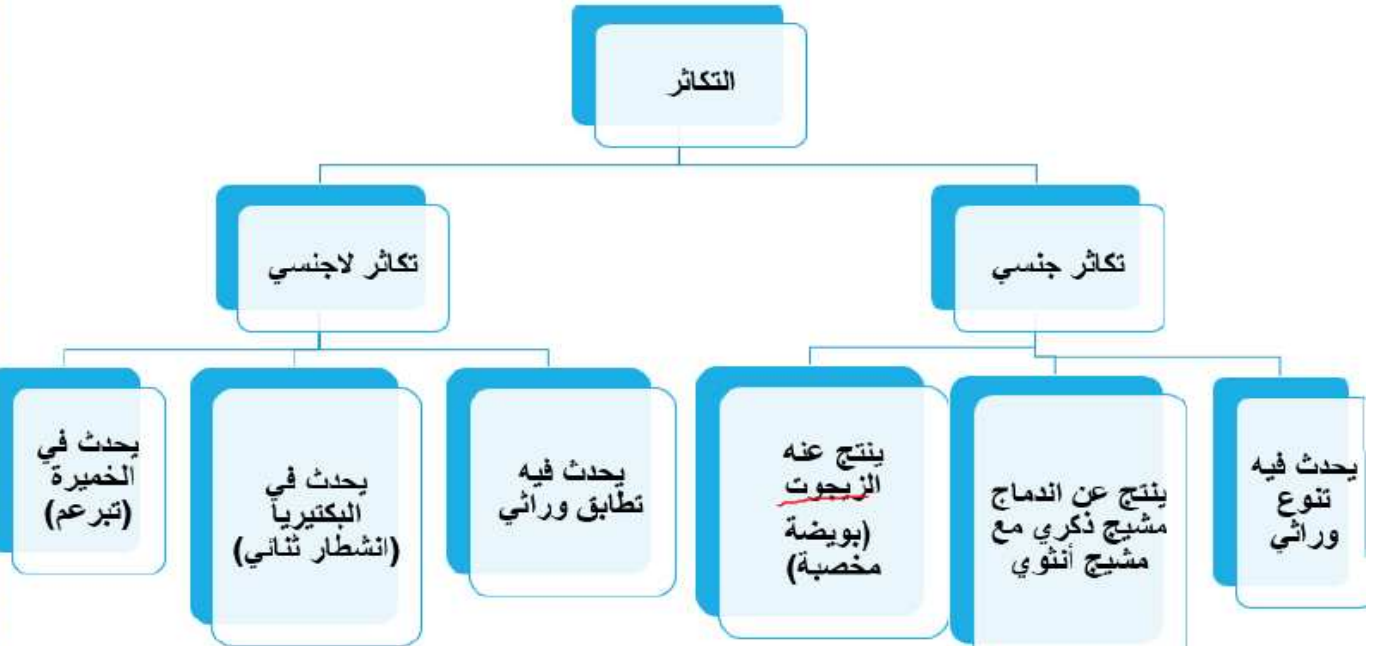 التكاثر
تكاثر جنسي
تكاثر لاجنسي
يحدث فيه
تنوع
وراثي
ينتج عن اندماج
مشيج ذكري مع
مشيج أنثوي
ينتج عنه
الزيجوت
(بويضة
مخصبة)
يحدث فيه
تطابق وراثي
يحدث في
البكتيريا
(انشطار ثنائي)
يحدث في
الخميرة
(تبرعم)